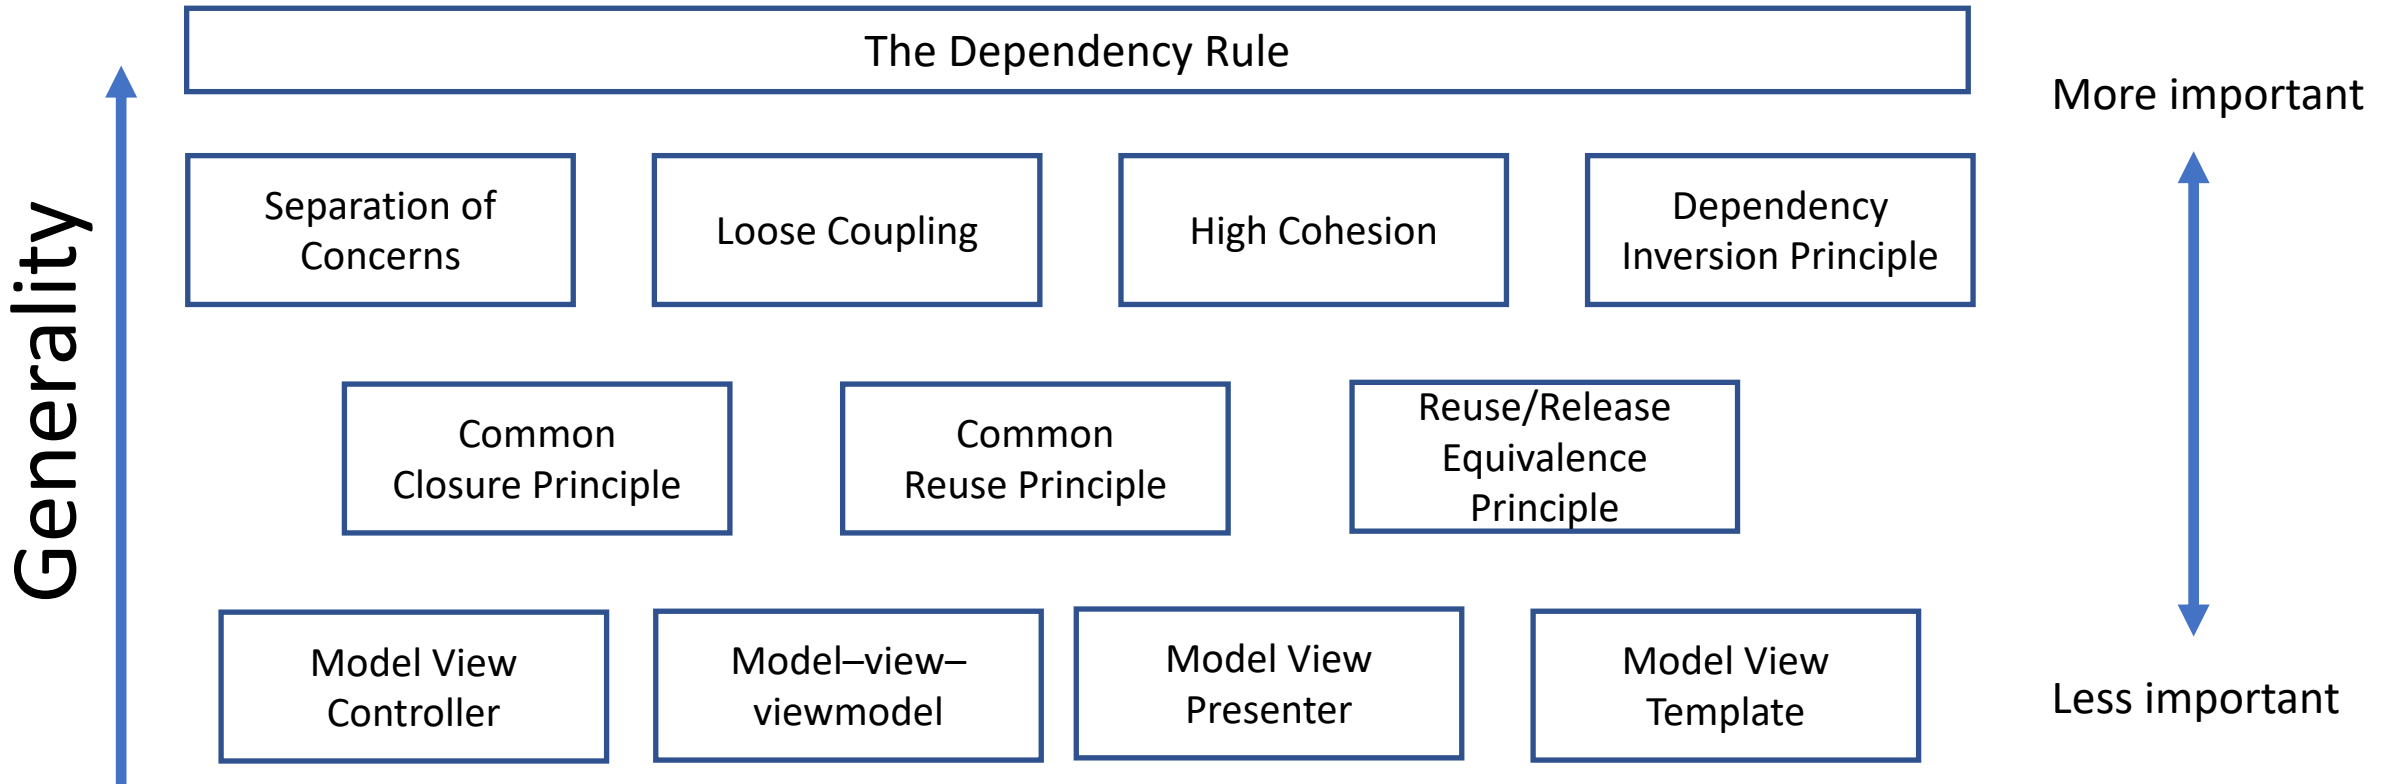 The Dependency Rule
More important
Generality
Separation of
Concerns
Loose Coupling
High Cohesion
Dependency
Inversion Principle
Common
Closure Principle
Common
Reuse Principle
Reuse/Release
Equivalence
Principle
Model View
Controller
Model–view–
viewmodel
Model View
Presenter
Model View
Template
Less important